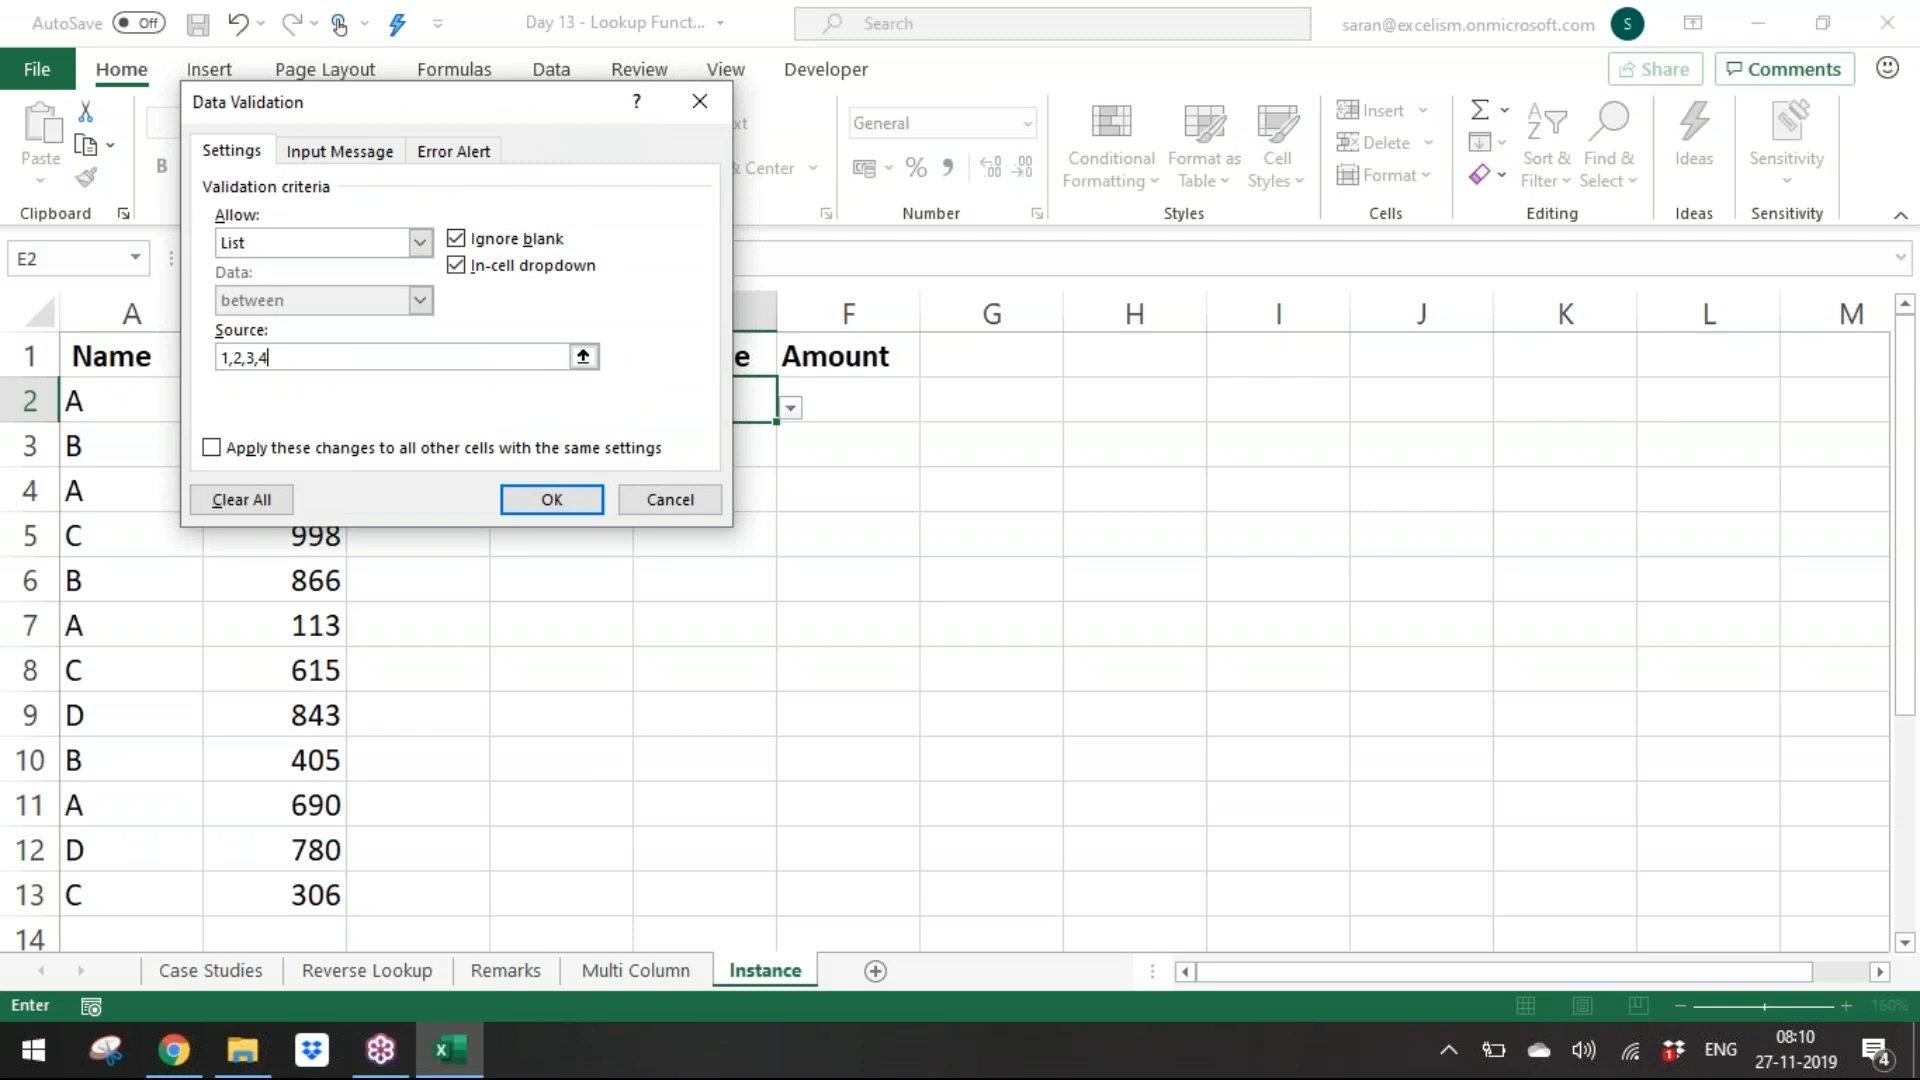 AutoSave Off
Day 13 - Lookup Funct...
Search
saran@excelism.onmicrosoft.com
S
File Home Insert Page Layout Formulas Data Review View Developer
Share Comments
Paste
Clipboard
B
Data Validation ? 
Settings Input Message Error Alert
Validation criteria
Allow:
List
Ignore blank
In-cell dropdown
Data:
between
Source:
1,2,3,4
Apply these changes to all other cells with the same settings
Clear All OK Cancel
xt
& Center
General
% 
Number
Conditional Formatting
Format as Table
Cell Styles
Styles
Insert
Delete
Format
Cells
Sort & Filter
Find & Select
Editing
Ideas
Ideas
Sensitivity
Sensitivity
E2
A F G H I J K L M
1 Name e Amount
2 A
3 B
4 A
5 C 998
6 B 866
7 A 113
8 C 615
9 D 843
10 B 405
11 A 690
12 D 780
13 C 306
14
Case Studies Reverse Lookup Remarks Multi Column Instance
Enter
160%
ENG
08:10
27-11-2019
1
4